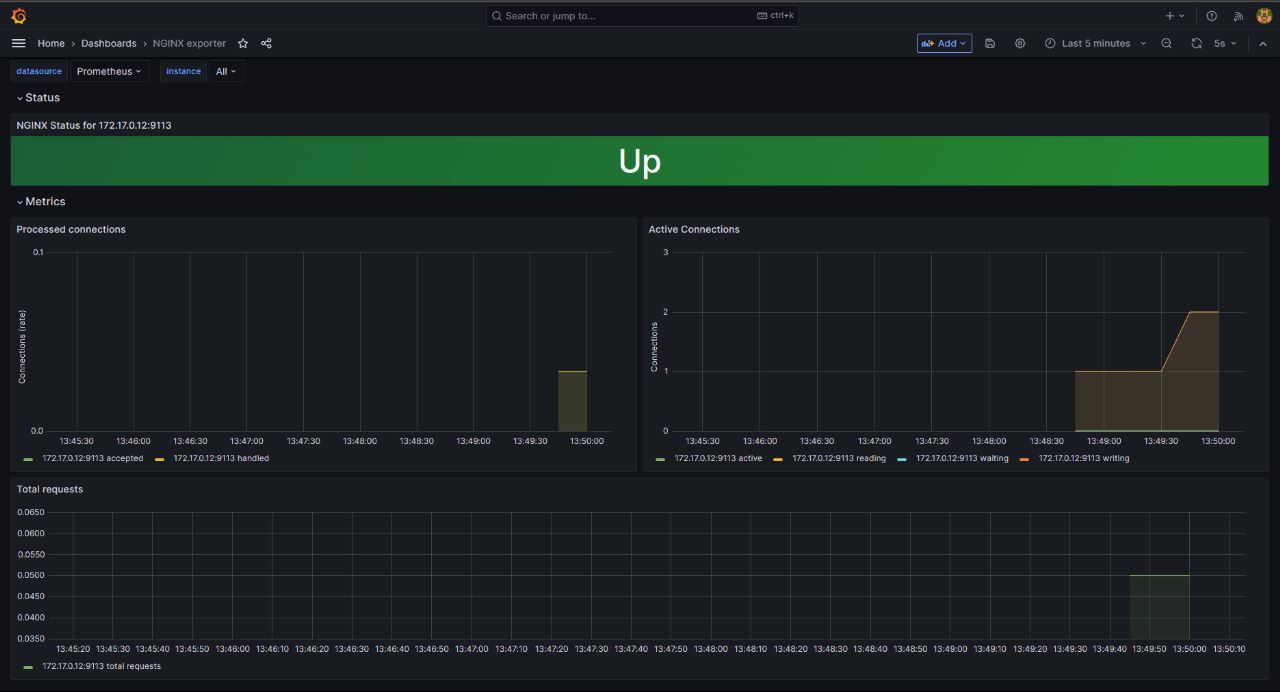 Search or jump to... ctrl+k
Home Dashboards NGINX exporter Add Last 5 minutes 5s
datasource Prometheus Instance All
Status
NGINX Status for 172.17.0.12:9113
Up
Metrics
Processed connections
0.1
Connections (rate)
0.0
13:45:30 13:46:00 13:46:30 13:47:00 13:47:30 13:48:00 13:48:30 13:49:00 13:49:30 13:50:00
172.17.0.12:9113 accepted 172.17.0.12:9113 handled
Active Connections
3
2
Connections
1
0
13:45:30 13:46:00 13:46:30 13:47:00 13:47:30 13:48:00 13:48:30 13:49:00 13:49:30 13:50:00
172.17.0.12:9113 active 172.17.0.12:9113 reading 172.17.0.12:9113 waiting 172.17.0.12:9113 writing
Total requests
0.0650
0.0600
0.0550
0.0500
0.0450
0.0400
0.0350
13:45:20 13:45:30 13:45:40 13:45:50 13:46:00 13:46:10 13:46:20 13:46:30 13:46:40 13:46:50 13:47:00 13:47:10 13:47:20 13:47:30 13:47:40 13:47:50 13:48:00 13:48:10 13:48:20 13:48:30 13:48:40 13:48:50 13:49:00 13:49:10 13:49:20 13:49:30 13:49:40 13:49:50 13:50:00 13:50:10
172.17.0.12:9113 total requests